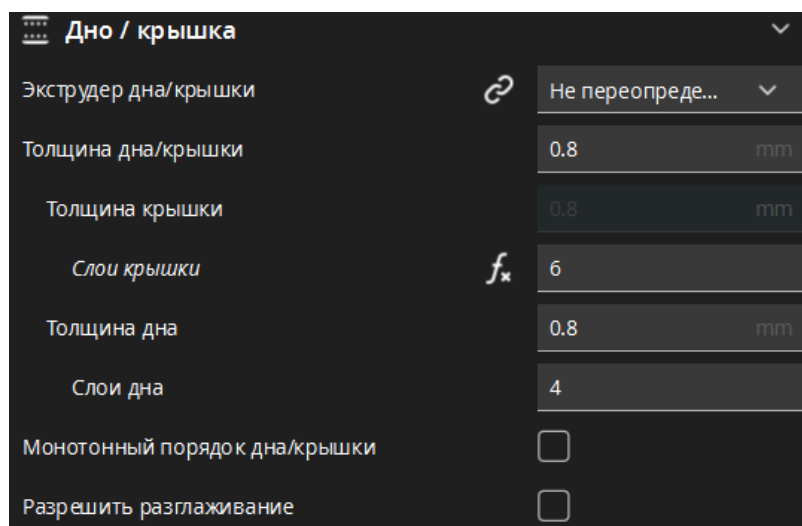 Дно / крышка
Экструдер дна/крышки Не переопреде...
Толщина дна/крышки 0.8 mm
Толщина крышки 0.8 mm
Слои крышки fx 6
Толщина дна 0.8 mm
Слои дна 4
Монотонный порядок дна/крышки
Разрешить разглаживание